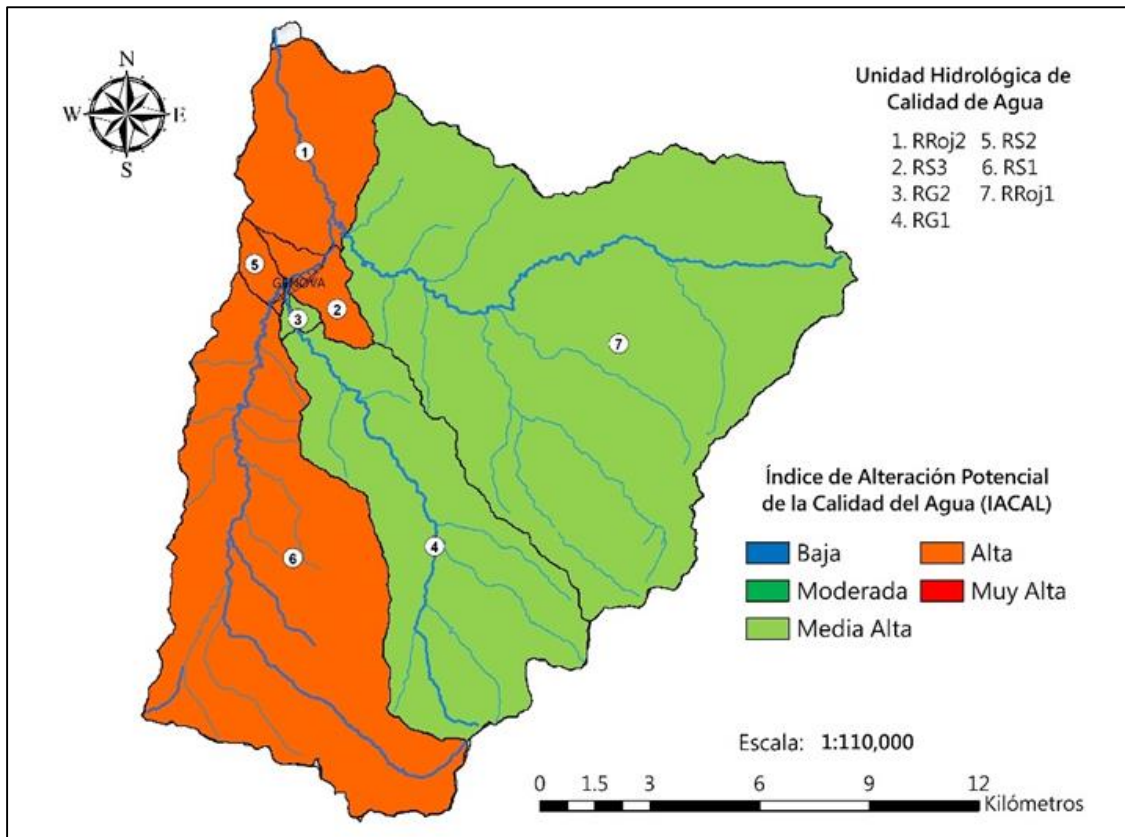 N
W E
S
Unidad Hidrológica de
Calidad de Agua
1. RRoj2 5. RS2
2. RS3 6. RS1
3. RG2 7. RRoj1
4. RG1
1
5
GENOVA
2
3
7
4
6
Índice de Alteración Potencial
de la Calidad del Agua (IACAL)
Baja Alta
Moderada Muy Alta
Media Alta
Escala: 1:110,000
0 1.5 3 6 9 12
Kilómetros